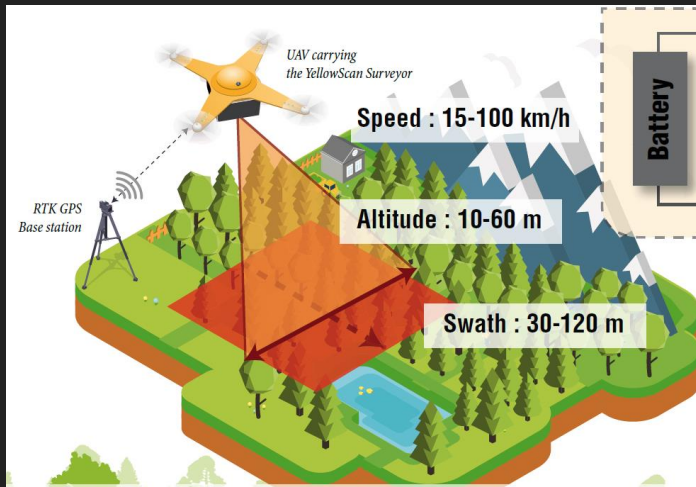 UAV carrying
the YellowScan Surveyor
Speed : 15-100 km/h
Battery
RTK GPS
Base station
Altitude : 10-60 m
Swath : 30-120 m